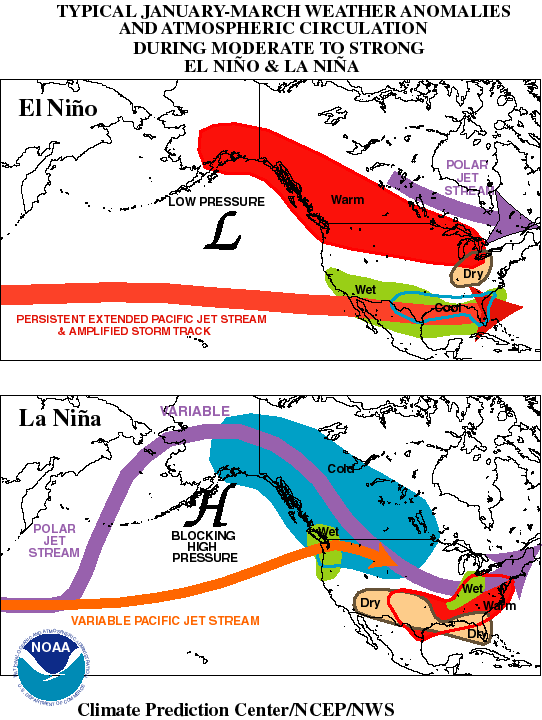 TYPICAL JANUARY-MARCH WEATHER ANOMALIES
AND ATMOSPHERIC CIRCULATION
DURING MODERATE TO STRONG
EL NIÑO & LA NIÑA
El Niño
POLAR
JET
STREAM
LOW PRESSURE
L
Warm
Dry
Wet
Cool
PERSISTENT EXTENDED PACIFIC JET STREAM
& AMPLIFIED STORM TRACK
La Niña
VARIABLE
Cold
H
BLOCKING
HIGH
PRESSURE
POLAR
JET
STREAM
Wet
Wet
Dry
Warm
Dry
VARIABLE PACIFIC JET STREAM
NOAA
Climate Prediction Center/NCEP/NWS